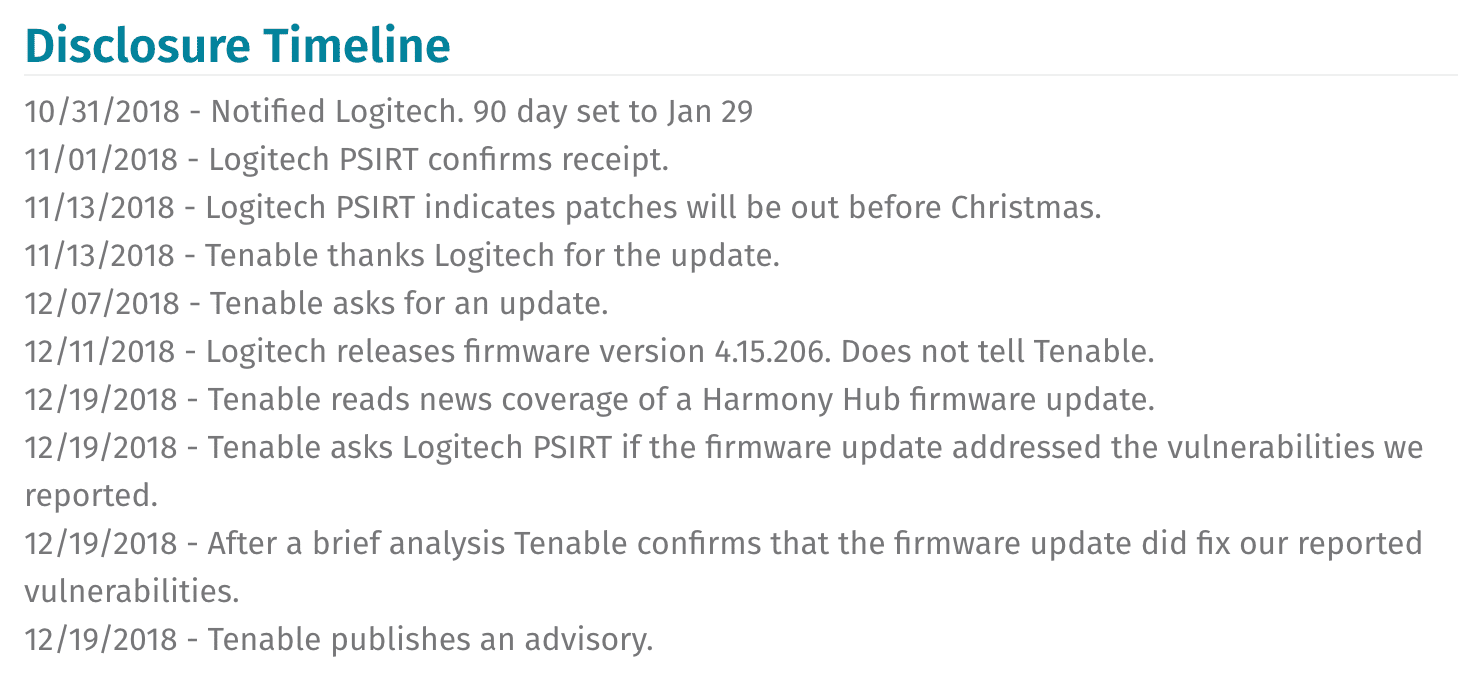 Disclosure Timeline
10/31/2018 - Notified Logitech. 90 day set to Jan 29
11/01/2018 - Logitech PSIRT confirms receipt.
11/13/2018 - Logitech PSIRT indicates patches will be out before Christmas.
11/13/2018 - Tenable thanks Logitech for the update.
12/07/2018 - Tenable asks for an update.
12/11/2018 - Logitech releases firmware version 4.15.206. Does not tell Tenable.
12/19/2018 - Tenable reads news coverage of a Harmony Hub firmware update.
12/19/2018 - Tenable asks Logitech PSIRT if the firmware update addressed the vulnerabilities we
reported.
12/19/2018 - After a brief analysis Tenable confirms that the firmware update did fix our reported
vulnerabilities.
12/19/2018 - Tenable publishes an advisory.